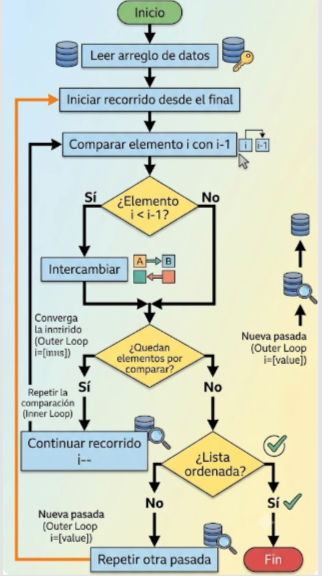 Inicio
Leer arreglo de datos
Iniciar recorrido desde el final
Comparar elemento i con i-1
i
i-1
¿Elemento
i < i-1?
Sí
No
Intercambiar
A
B
Converga
la innrirido
(Outer Loop
i=[inns])
¿Quedan
elementos por
comparar?
Nueva pasada
(Outer Loop
i=[value])
Repetir la
comparación
(Inner Loop)
Sí
No
Continuar recorrido
i--
¿Lista
ordenada?
No
Sí
Nueva pasada
(Outer Loop
i=[value])
Repetir otra pasada
Fin